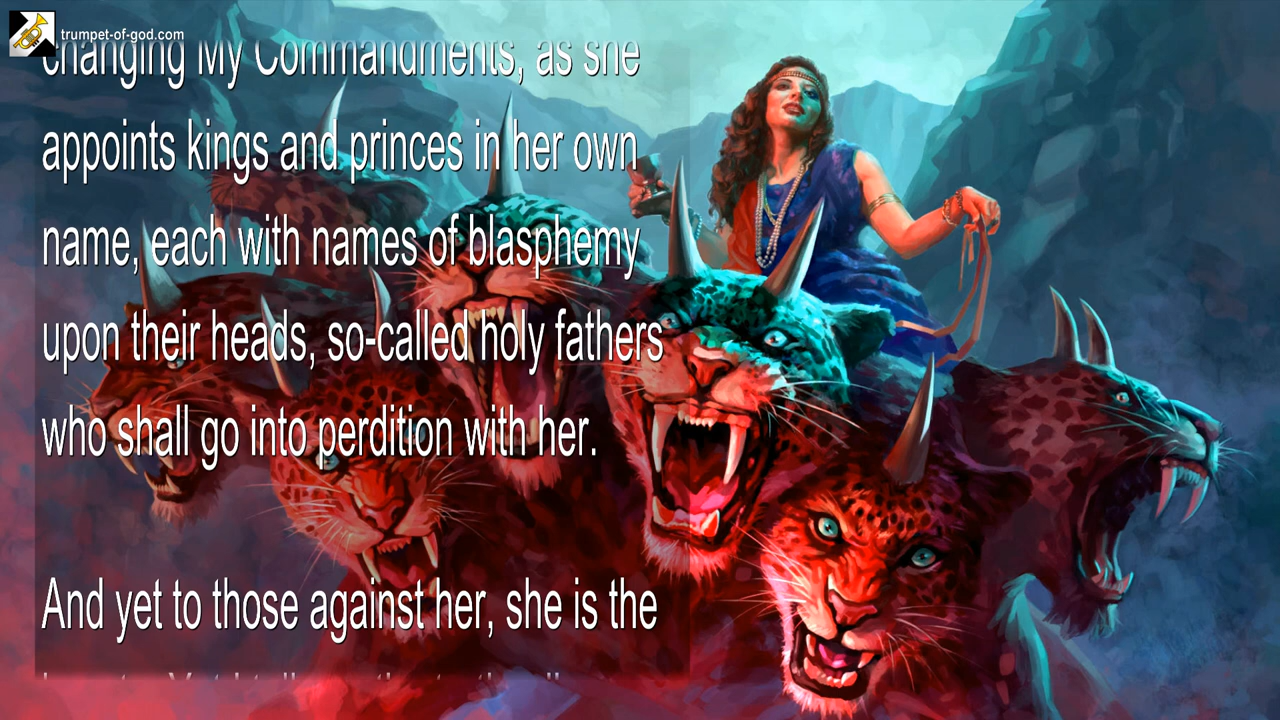 trumpet-of-god.com
changing My Commandments, as she
appoints kings and princes in her own
name, each with names of blasphemy
upon their heads, so-called holy fathers
who shall go into perdition with her.
And yet to those against her, she is the